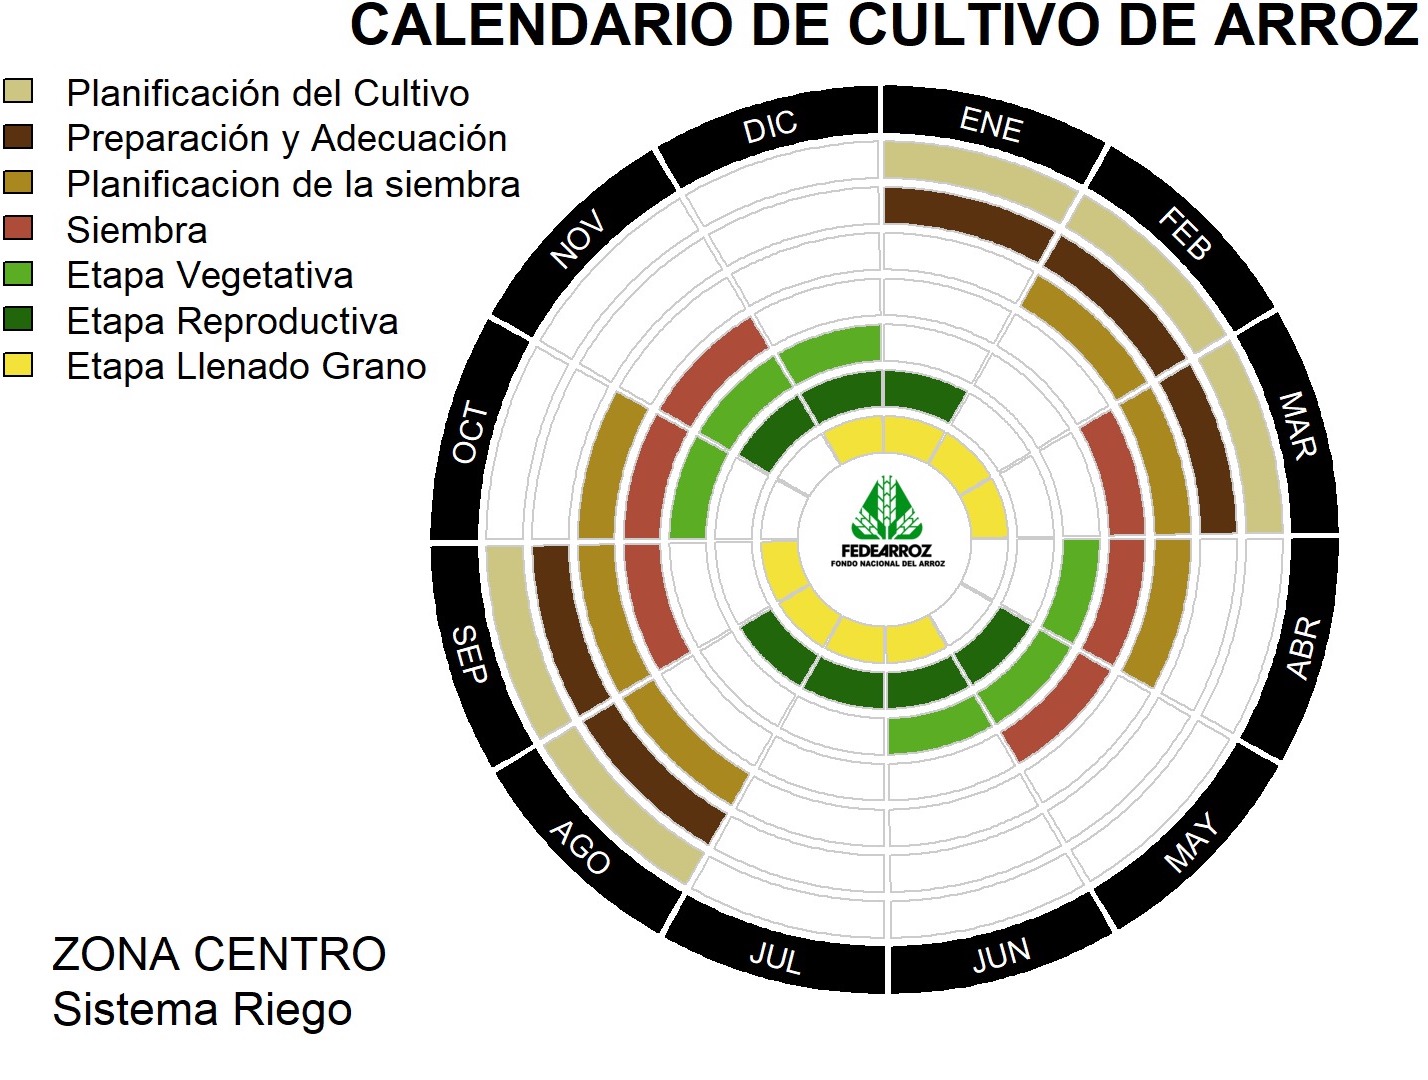 CALENDARIO DE CULTIVO DE ARROZ
Planificación del Cultivo
Preparación y Adecuación
Planificacion de la siembra
Siembra
Etapa Vegetativa
Etapa Reproductiva
Etapa Llenado Grano
ENE
FEB
MAR
ABR
MAY
JUN
JUL
AGO
SEP
OCT
NOV
DIC
FEDEARROZ
FONDO NACIONAL DEL ARROZ
ZONA CENTRO
Sistema Riego